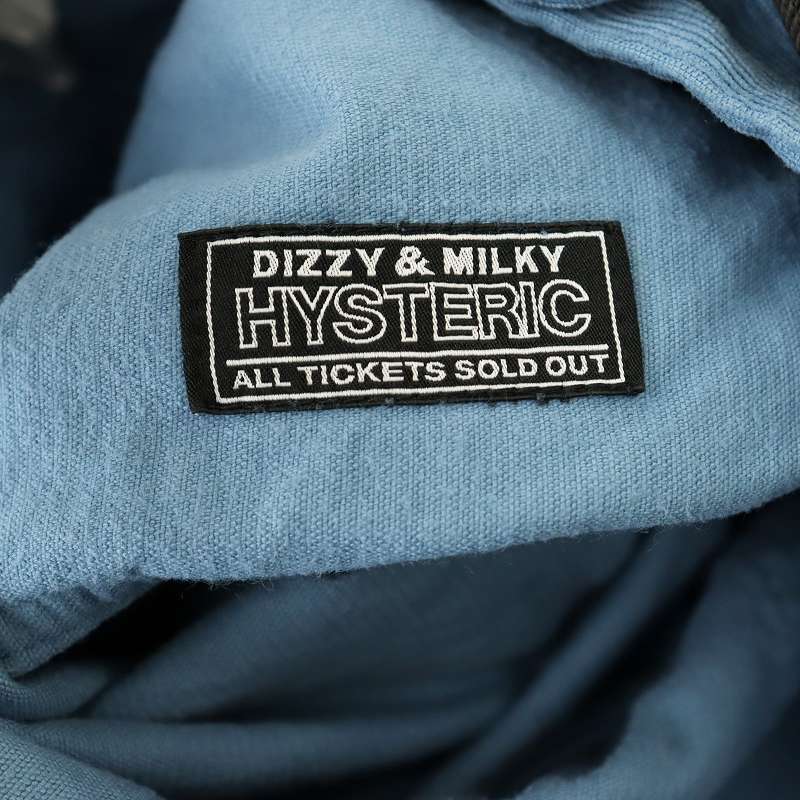 DIZZY & MILKY
HYSTERIC
ALL TICKETS SOLD OUT